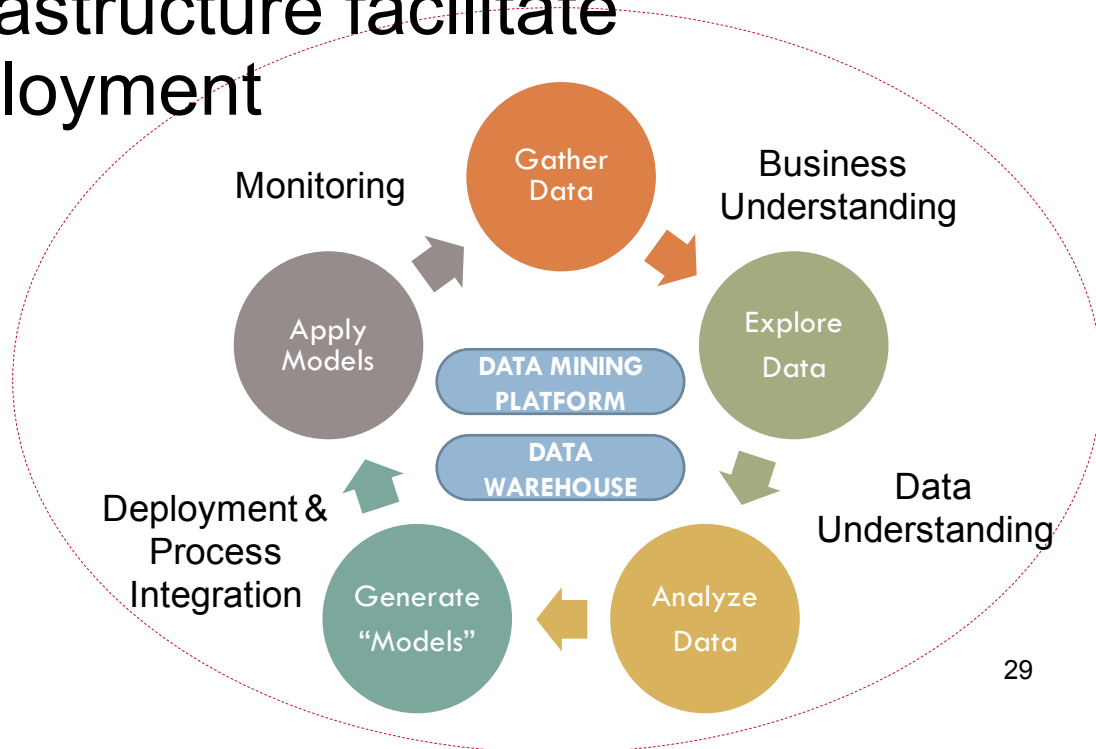 astructure facilitate
loyment
Gather
Data
Monitoring
Business
Understanding
Apply
Models
Explore
Data
DATA MINING
PLATFORM
DATA
WAREHOUSE
Deployment &
Process
Integration
Data
Understanding
Generate
“Models”
Analyze
Data
29